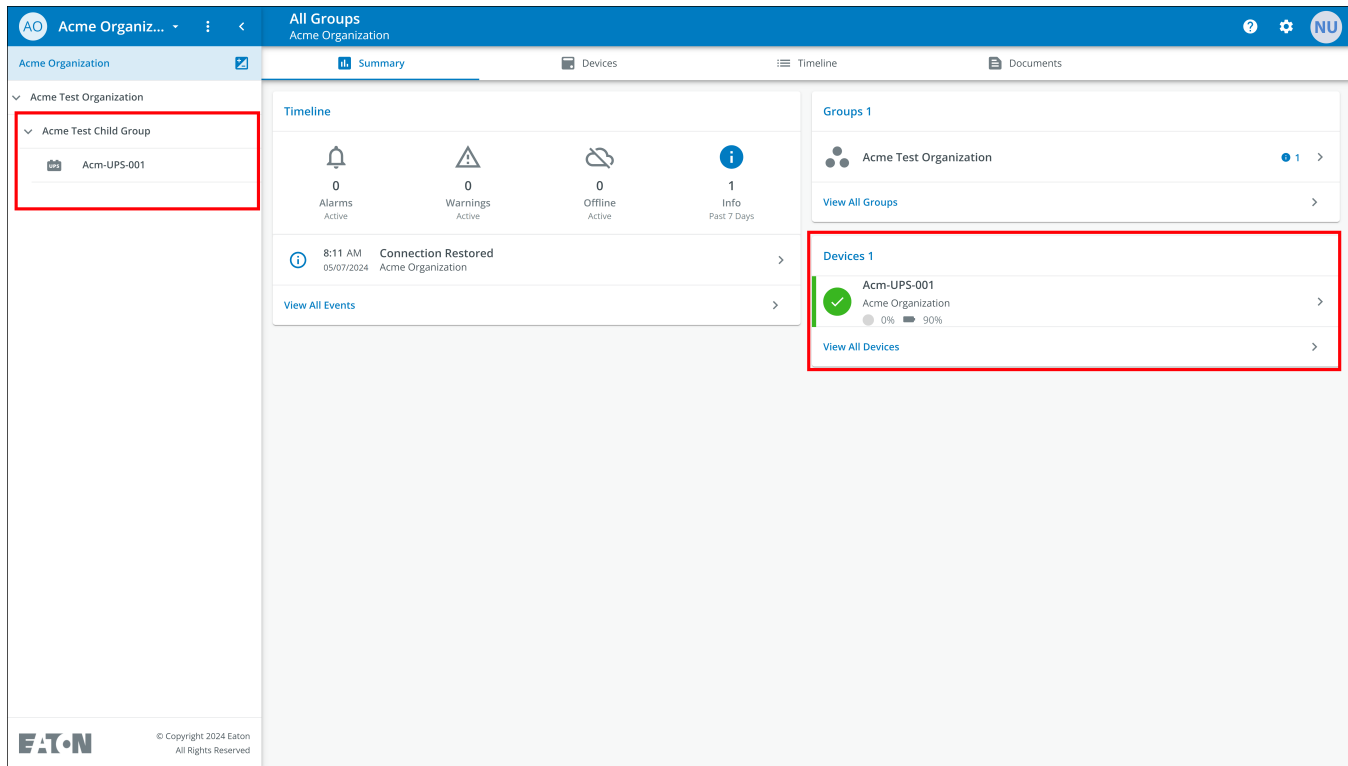 AO Acme Organiz...
All Groups
Acme Organization
NU
Acme Organization
Acme Test Organization
Acme Test Child Group
UPS Acm-UPS-001
Summary Devices Timeline Documents
Timeline
0 0 0 1
Alarms Warnings Offline Info
Active Active Active Past 7 Days
8:11 AM Connection Restored
05/07/2024 Acme Organization
View All Events
Groups 1
Acme Test Organization 1
View All Groups
Devices 1
Acm-UPS-001
Acme Organization
0% 90%
View All Devices
EATON
© Copyright 2024 Eaton
All Rights Reserved